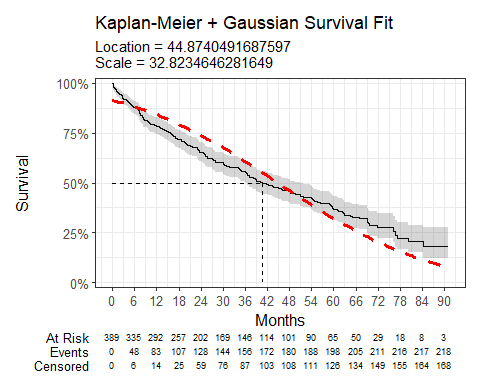 Kaplan-Meier + Gaussian Survival Fit
Location = 44.8740491687597
Scale = 32.8234646281649
100%
75%
50%
25%
0%
Survival
0 6 12 18 24 30 36 42 48 54 60 66 72 78 84 90
Months
At Risk 389 335 292 257 202 169 146 114 101 90 65 50 29 18 8 3
Events 0 48 83 107 128 144 156 172 180 188 198 205 211 216 217 218
Censored 0 6 14 25 59 76 87 103 108 111 126 134 149 155 164 168